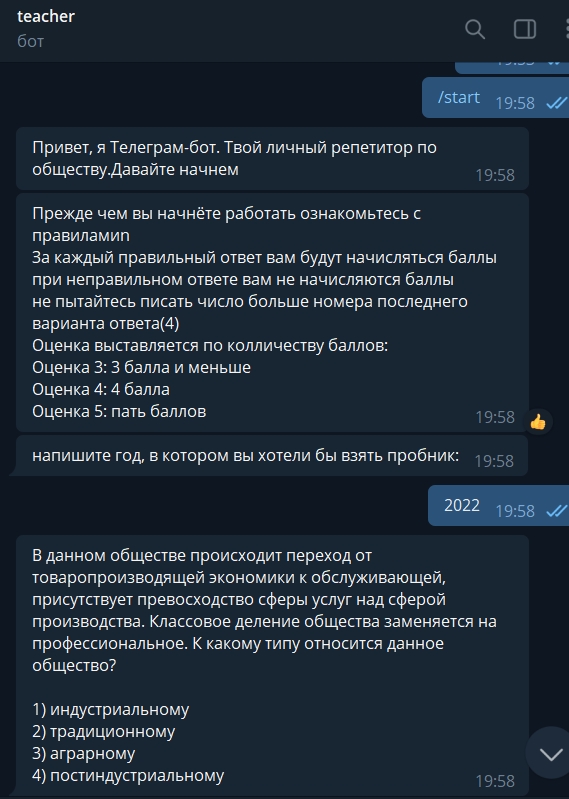 teacher
бот
/start 19:58
Привет, я Телеграм-бот. Твой личный репетитор по
обществу.Давайте начнем
19:58
Прежде чем вы начнёте работать ознакомьтесь с
правиламиn
За каждый правильный ответ вам будут начисляться баллы
при неправильном ответе вам не начисляются баллы
не пытайтесь писать число больше номера последнего
варианта ответа(4)
Оценка выставляется по колличеству баллов:
Оценка 3: 3 балла и меньше
Оценка 4: 4 балла
Оценка 5: пать баллов
19:58
напишите год, в котором вы хотели бы взять пробник: 19:58
2022 19:58
В данном обществе происходит переход от
товаропроизводящей экономики к обслуживающей,
присутствует превосходство сферы услуг над сферой
производства. Классовое деление общества заменяется на
профессиональное. К какому типу относится данное
общество?
1) индустриальному
2) традиционному
3) аграрному
4) постиндустриальному
19:58